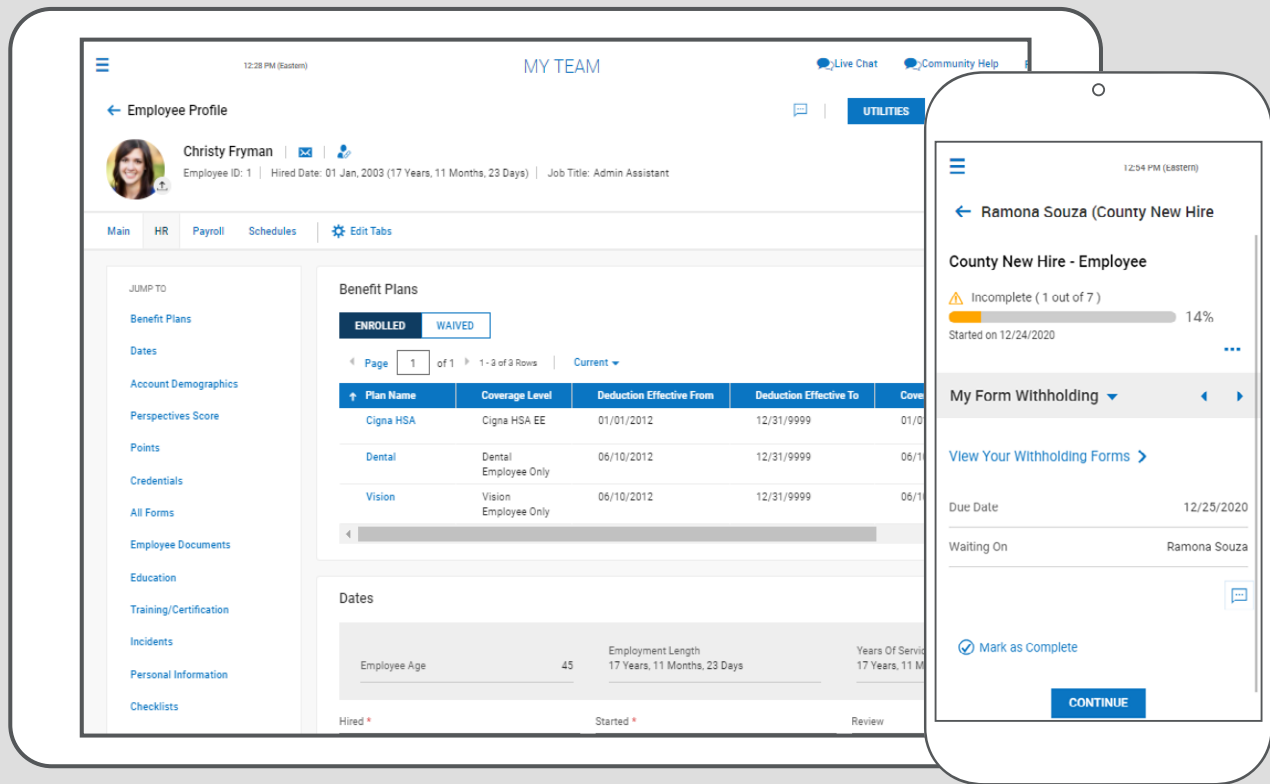 12:28 PM (Eastern)
MY TEAM
Live Chat
Community Help
Employee Profile
UTILITIES
Christy Fryman
Employee ID: 1 | Hired Date: 01 Jan, 2003 (17 Years, 11 Months, 23 Days) | Job Title: Admin Assistant
Main HR Payroll Schedules Edit Tabs
JUMP TO
Benefit Plans
Dates
Account Demographics
Perspectives Score
Points
Credentials
All Forms
Employee Documents
Education
Training/Certification
Incidents
Personal Information
Checklists
Benefit Plans
ENROLLED WAIVED
Page 1 of 1 1 - 3 of 3 Rows Current
Plan Name Coverage Level Deduction Effective From Deduction Effective To
Cigna HSA Cigna HSA EE 01/01/2012 12/31/9999
Dental Dental 06/10/2012 12/31/9999
Employee Only
Vision Vision 06/10/2012 12/31/9999
Employee Only
Dates
Employee Age 45
Employment Length
17 Years, 11 Months, 23 Days
Years Of Servic
17 Years, 11 M
Hired * Started * Review
12:54 PM (Eastern)
Ramona Souza (County New Hire
County New Hire - Employee
Incomplete ( 1 out of 7 )
14%
Started on 12/24/2020
My Form Withholding
View Your Withholding Forms
Due Date 12/25/2020
Waiting On Ramona Souza
Mark as Complete
CONTINUE